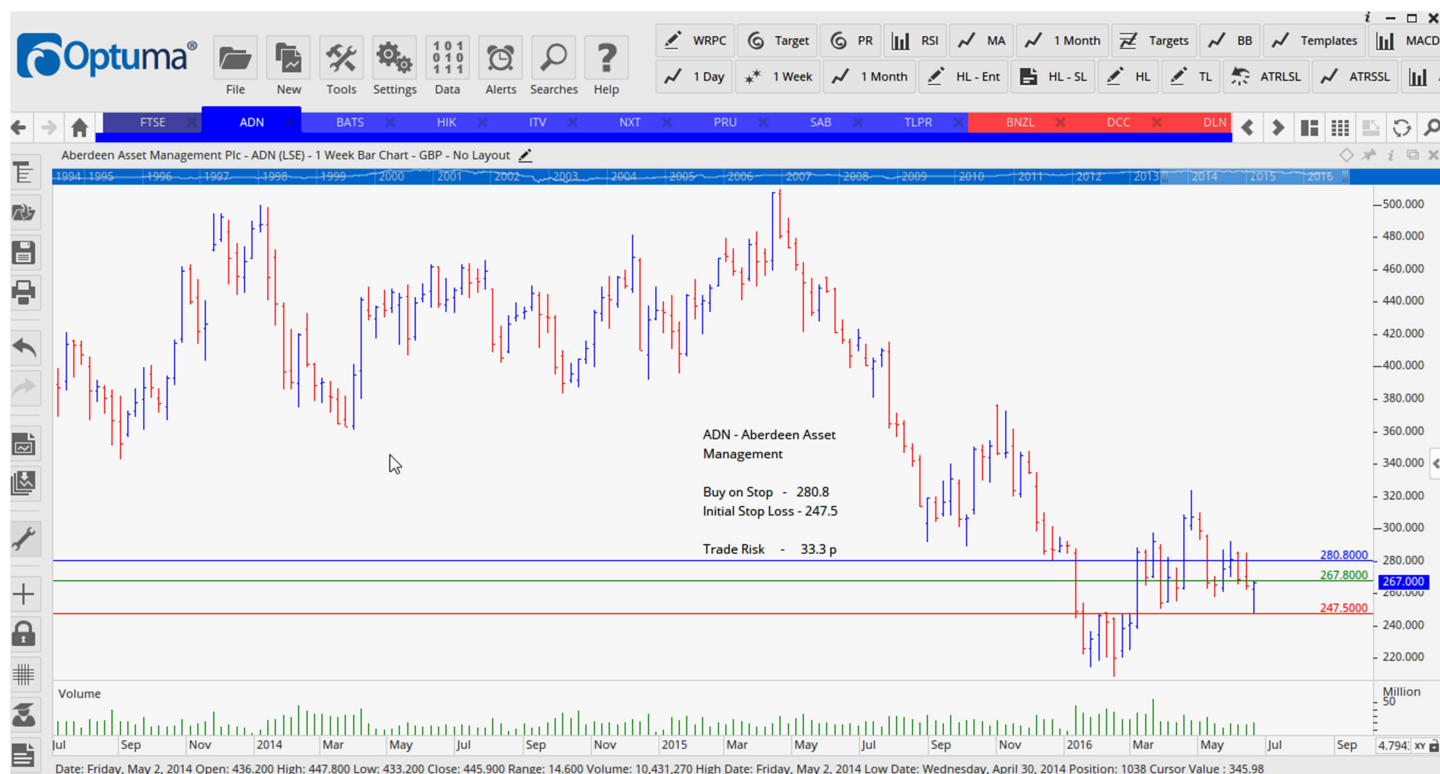 Optuma®
File
New
Tools
Settings
101
010
111
Data
Alerts
Searches
Help
WRPC
Target
PR
RSI
MA
1 Month
Targets
BB
Templates
MACD
1 Day
1 Week
1 Month
HL - Ent
HL - SL
HL
TL
ATRLSL
ATRSSL
FTSE
ADN
BATS
HIK
ITV
NXT
PRU
SAB
TLPR
BNZL
DCC
DLN
Aberdeen Asset Management Plc - ADN (LSE) - 1 Week Bar Chart - GBP - No Layout
1994 1995 1996 1997 1998 1999 2000 2001 2002 2003 2004 2005 2006 2007 2008 2009 2010 2011 2012 2013 2014 2015 2016
500.000
480.000
460.000
440.000
420.000
400.000
380.000
360.000
340.000
320.000
300.000
280.000
267.000
260.000
240.000
220.000
ADN - Aberdeen Asset
Management
Buy on Stop - 280.8
Initial Stop Loss - 247.5
Trade Risk - 33.3 p
280.8000
267.8000
247.5000
Volume
Million
50
Jul Sep Nov 2014 Mar May Jul Sep Nov 2015 Mar May Jul Sep Nov 2016 Mar May Jul Sep
XY
Date: Friday, May 2, 2014 Open: 436.200 High: 447.800 Low: 433.200 Close: 445.900 Range: 14.600 Volume: 10,431,270 High Date: Friday, May 2, 2014 Low Date: Wednesday, April 30, 2014 Position: 1038 Cursor Value : 345.98